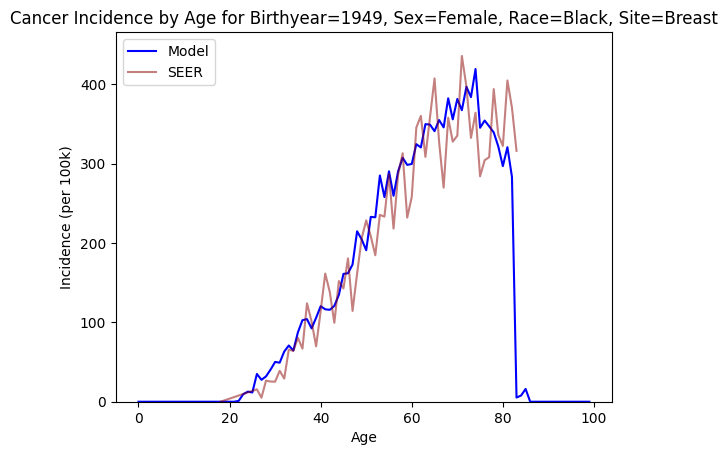 Cancer Incidence by Age for Birthyear=1949, Sex=Female, Race=Black, Site=Breast
Model
SEER
Incidence (per 100k)
400
300
200
100
0
0 20 40 60 80 100
Age